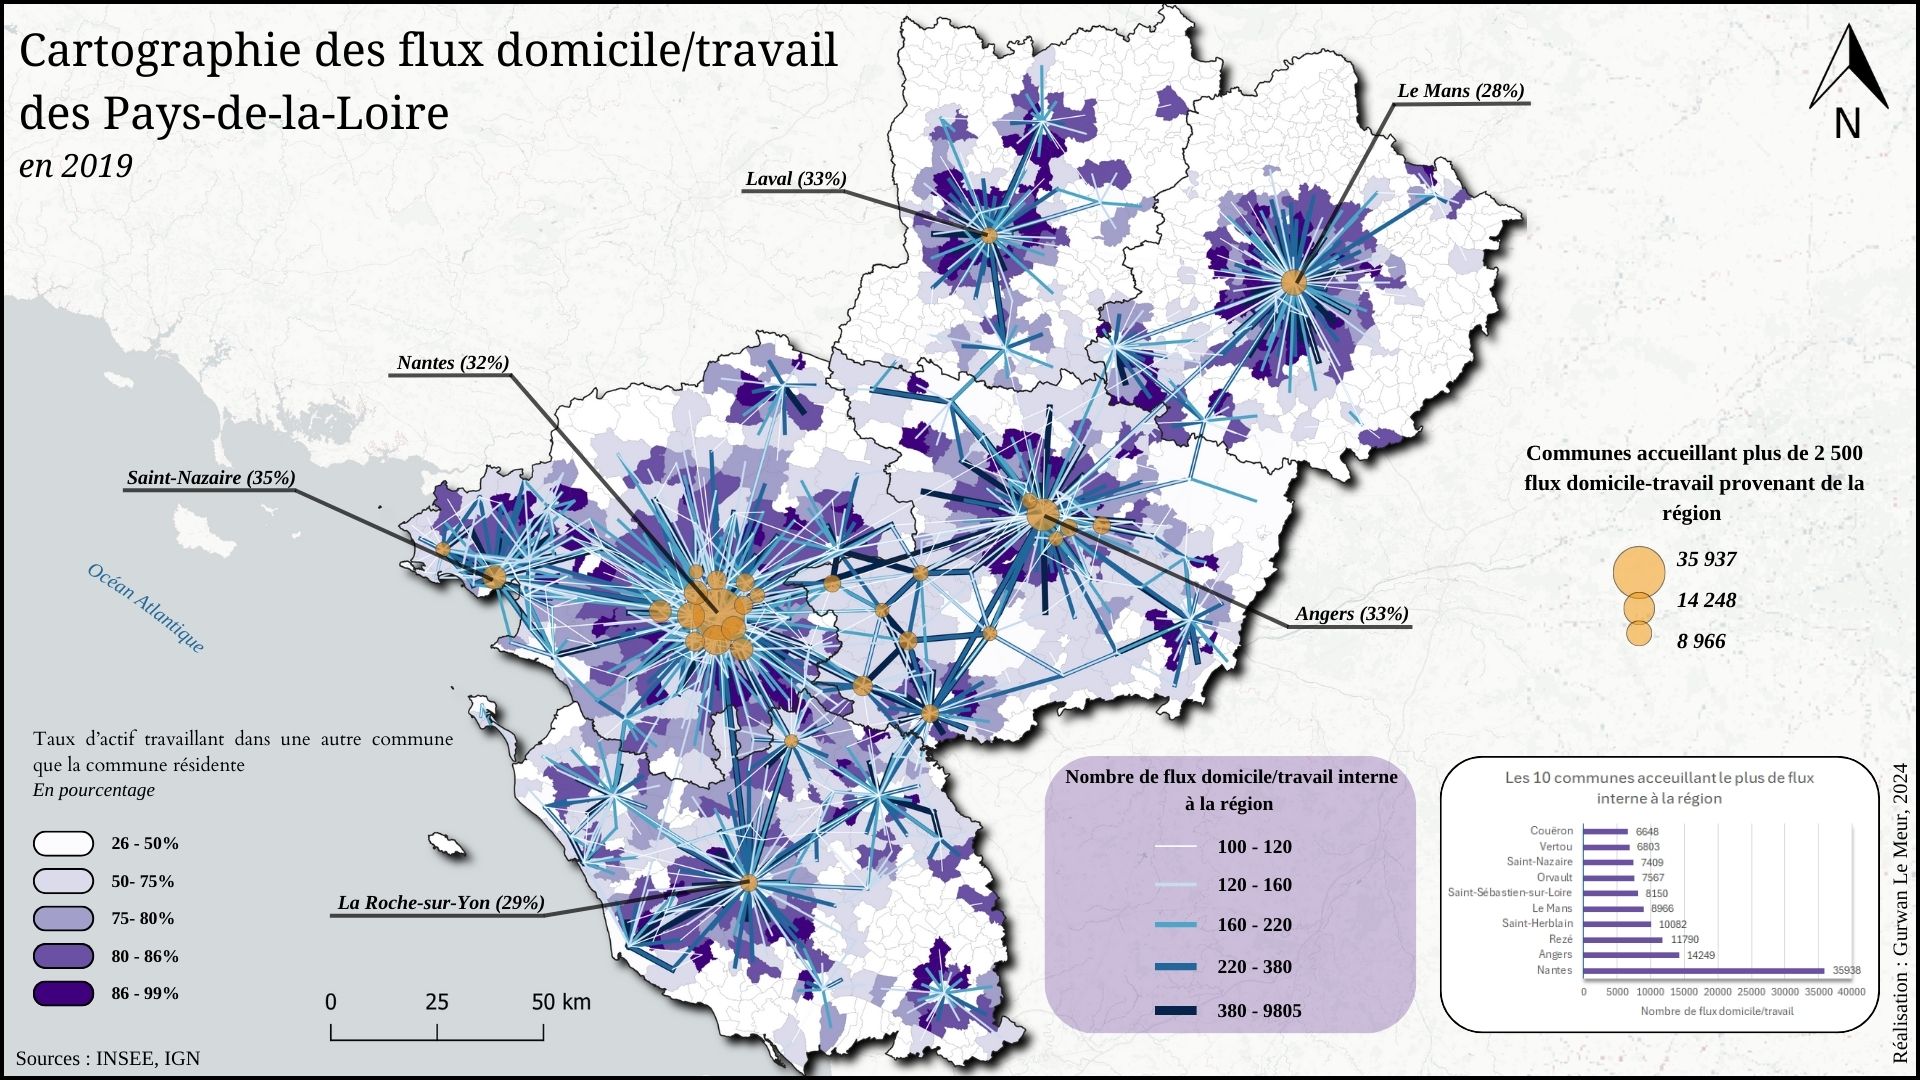 Cartographie des flux domicile/travail
des Pays-de-la-Loire
en 2019
N
Le Mans (28%)
Laval (33%)
Nantes (32%)
Saint-Nazaire (35%)
Angers (33%)
La Roche-sur-Yon (29%)
Océan Atlantique
Communes accueillant plus de 2 500
flux domicile-travail provenant de la
région
35 937
14 248
8 966
Taux d'actif travaillant dans une autre commune
que la commune résidente
En pourcentage
26 - 50%
50- 75%
75- 80%
80 - 86%
86 - 99%
0 25 50 km
Sources : INSEE, IGN
Nombre de flux domicile/travail interne
à la région
100 - 120
120 - 160
160 - 220
220 - 380
380 - 9805
Les 10 communes acceuillant le plus de flux
interne à la région
Couëron 6648
Vertou 6803
Saint-Nazaire 7409
Orvault 7567
Saint-Sébastien-sur-Loire 8150
Le Mans 8966
Saint-Herblain 10082
Rezé 11790
Angers 14249
Nantes 35938
0 5000 10000 15000 20000 25000 30000 35000 40000
Nombre de flux domicile/travail
Réalisation : Gurwan Le Meur, 2024